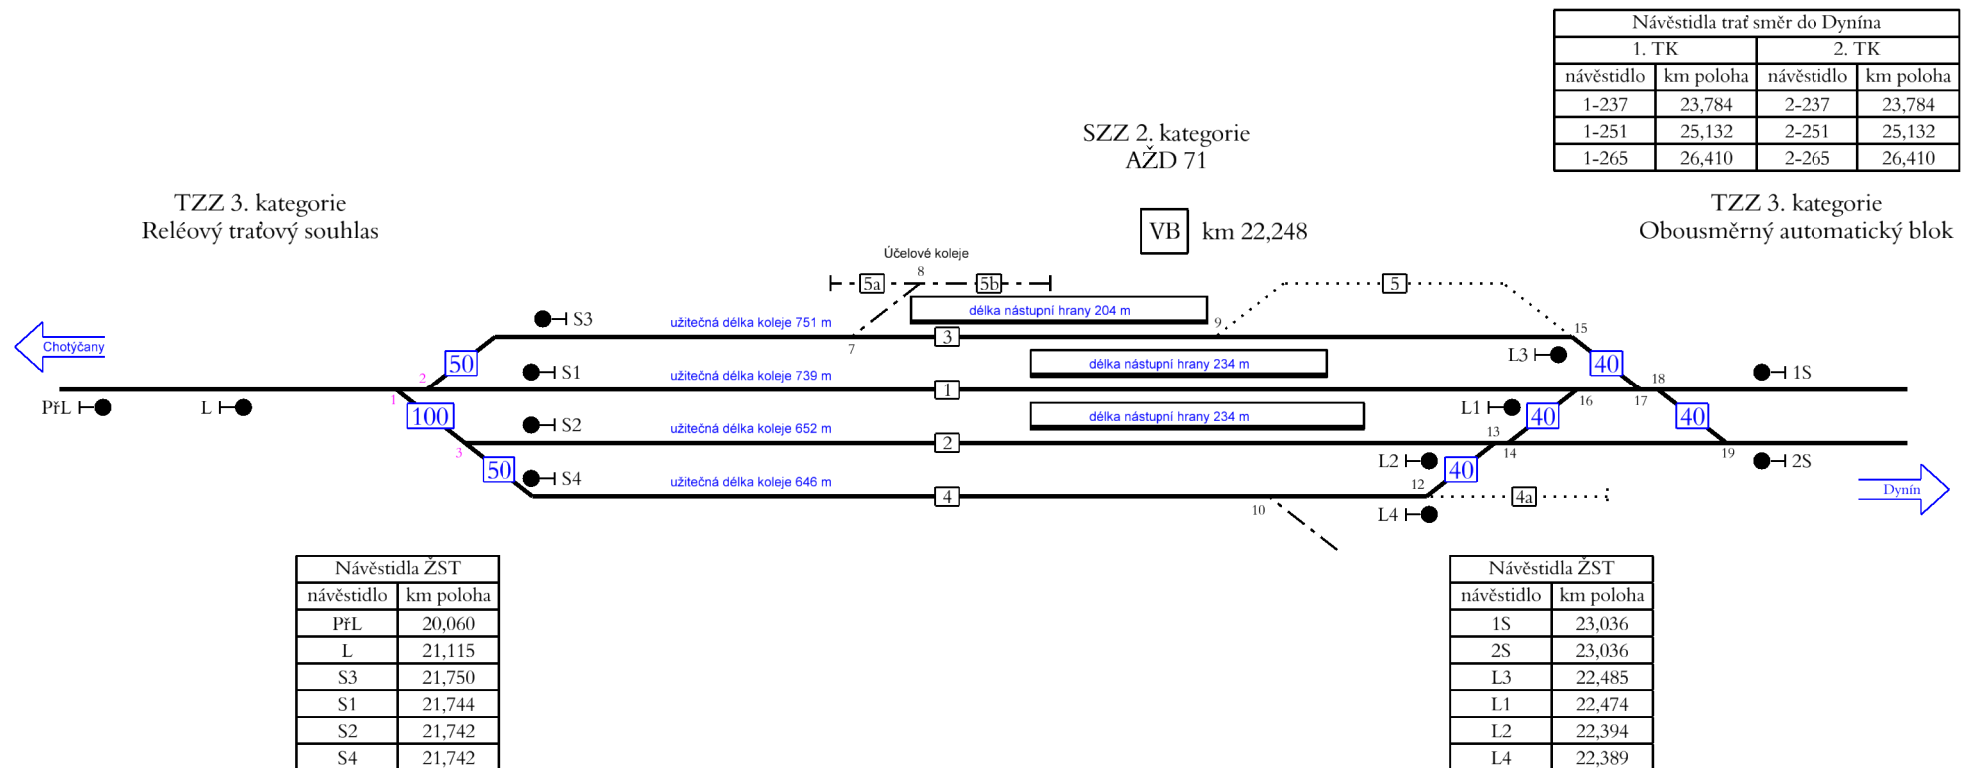 Návěstidla trať směr do Dynína
1. TK 2. TK
návěstidlo km poloha návěstidlo km poloha
1-237 23,784 2-237 23,784
1-251 25,132 2-251 25,132
1-265 26,410 2-265 26,410
SZZ 2. kategorie
AŽD 71
TZZ 3. kategorie
Reléový traťový souhlas
VB km 22,248
TZZ 3. kategorie
Obousměrný automatický blok
Účelové koleje
8
5a 5b 5
délka nástupní hrany 204 m
S3 užitečná délka koleje 751 m 9 15
3
7
Chotýčany
50 L3 40
délka nástupní hrany 234 m
S1 užitečná délka koleje 739 m 1S
2 18
1
1 16 17
PřL L 100 L1 40 40
délka nástupní hrany 234 m
S2 užitečná délka koleje 652 m 13
2
3 14 19
50 L2 40 2S
S4 užitečná délka koleje 646 m 12 Dynín
4 4a
10 L4
Návěstidla ŽST
návěstidlo km poloha
PřL 20,060
L 21,115
S3 21,750
S1 21,744
S2 21,742
S4 21,742
Návěstidla ŽST
návěstidlo km poloha
1S 23,036
2S 23,036
L3 22,485
L1 22,474
L2 22,394
L4 22,389